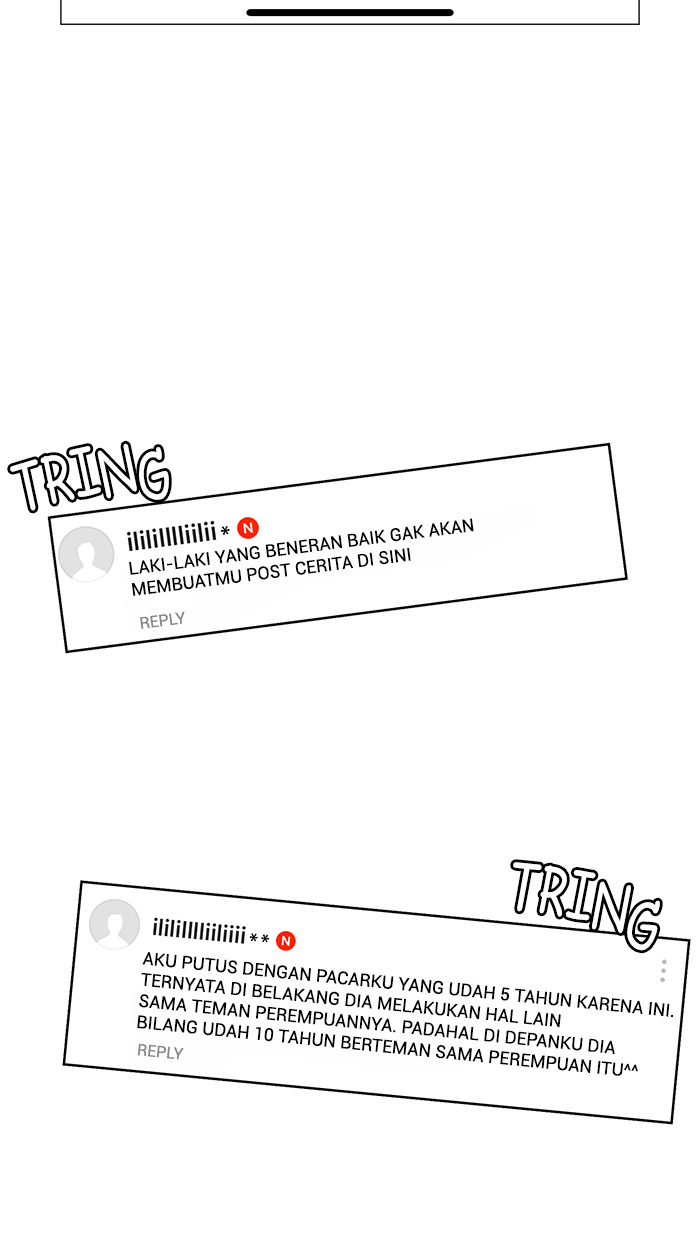 TRING
ililillllliilii * N
LAKI-LAKI YANG BENERAN BAIK GAK AKAN
MEMBUATMU POST CERITA DI SINI
REPLY
TRING
ililillllliiliiii ** N
AKU PUTUS DENGAN PACARKU YANG UDAH 5 TAHUN KARENA INI.
TERNYATA DI BELAKANG DIA MELAKUKAN HAL LAIN
SAMA TEMAN PEREMPUANNYA. PADAHAL DI DEPANKU DIA
BILANG UDAH 10 TAHUN BERTEMAN SAMA PEREMPUAN ITU^^
REPLY